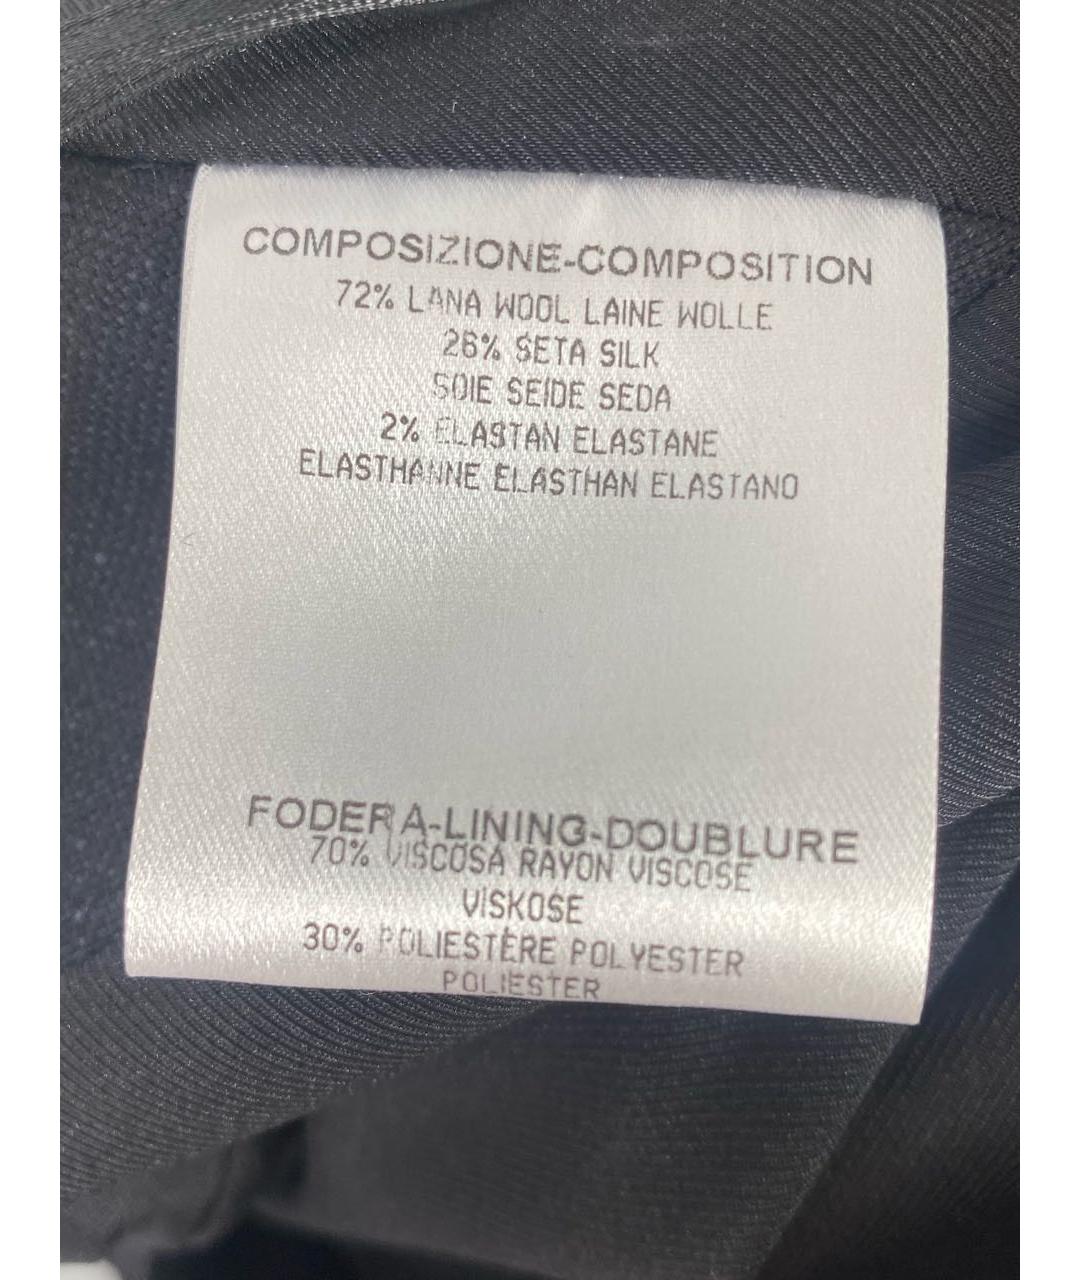 COMPOSIZIONE-COMPOSITION
72% LANA WOOL LAINE WOLLE
26% SETA SILK
SOIE SEIDE SEDA
2% ELASTAN ELASTANE
ELASTHANNE ELASTHAN ELASTANO
FODERA-LINING-DOUBLURE
70% VISCOSA RAYON VISCOSE
VISKOSE
30% POLIESTERE POLYESTER
POLIESTER